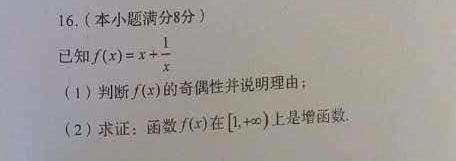 16.(本小题满分8分)
已知f(x)=x+1/x
(1)判断f(x)的奇偶性并说明理由;
(2)求证:函数f(x)在[1,+∞)上是增函数.